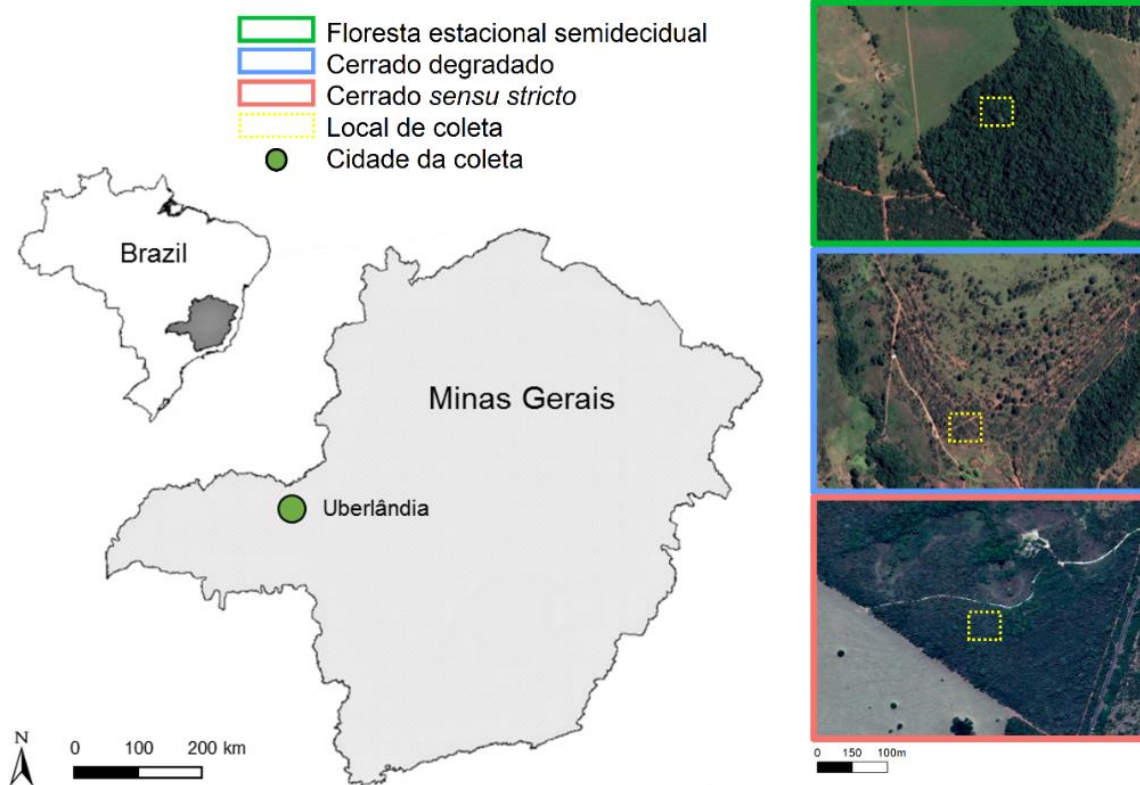 Floresta estacional semidecidual
Cerrado degradado
Cerrado sensu stricto
Local de coleta
Cidade da coleta
Brazil
Minas Gerais
Uberlândia
N
0 100 200 km
0 150 100m